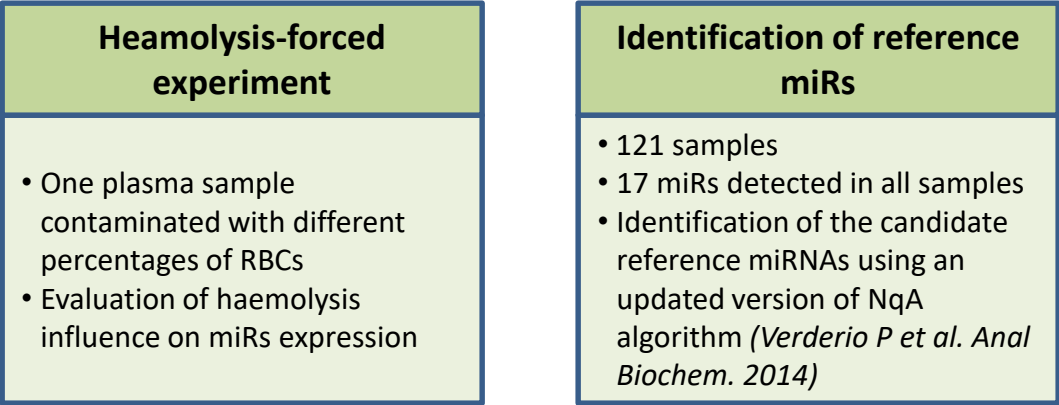 Heamolysis-forced
experiment
• One plasma sample
contaminated with different
percentages of RBCs
• Evaluation of haemolysis
influence on miRs expression
Identification of reference
miRs
• 121 samples
• 17 miRs detected in all samples
• Identification of the candidate
reference miRNAs using an
updated version of NqA
algorithm (Verderio P et al. Anal
Biochem. 2014)